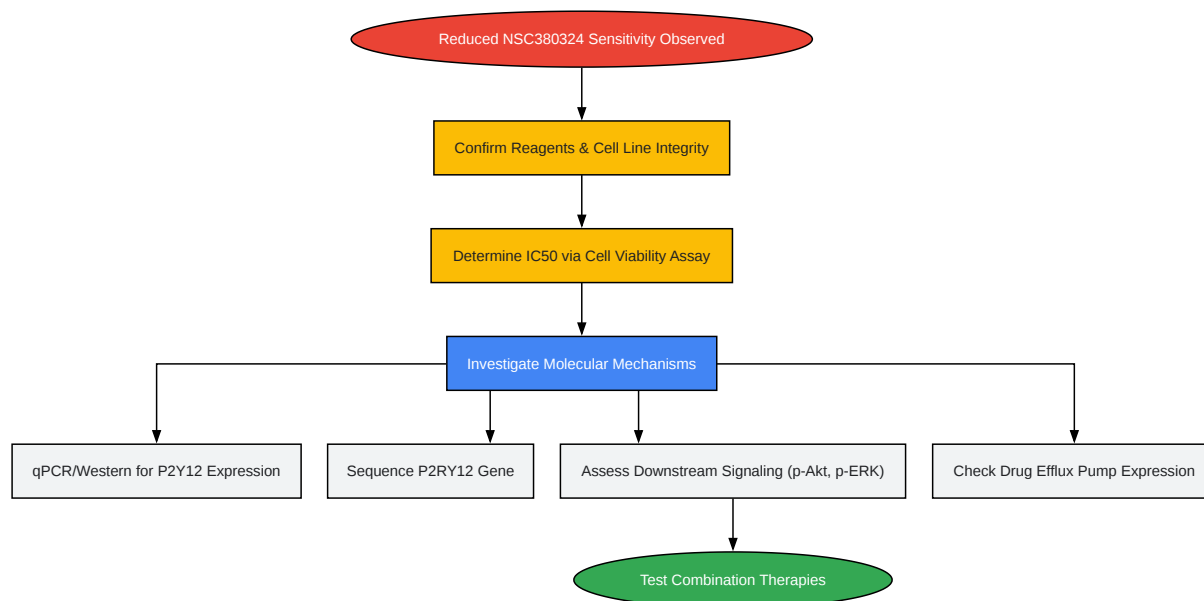 Reduced NSC380324 Sensitivity Observed
Confirm Reagents & Cell Line Integrity
Determine IC50 via Cell Viability Assay
Investigate Molecular Mechanisms
qPCR/Western for P2Y12 Expression
Sequence P2RY12 Gene
Assess Downstream Signaling (p-Akt, p-ERK)
Check Drug Efflux Pump Expression
Test Combination Therapies